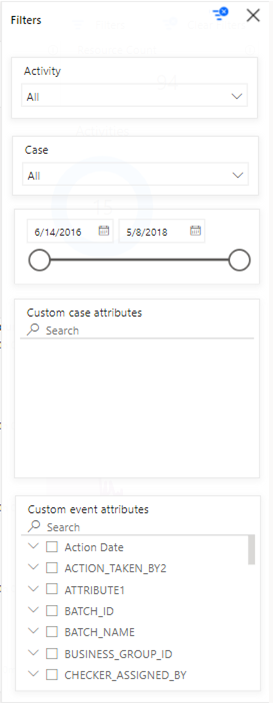 Filters
Activity
All
Case
All
6/14/2016 5/8/2018
Custom case attributes
Search
Custom event attributes
Search
Action Date
ACTION_TAKEN_BY2
ATTRIBUTE1
BATCH_ID
BATCH_NAME
BUSINESS_GROUP_ID
CHECKER_ASSIGNED_BY